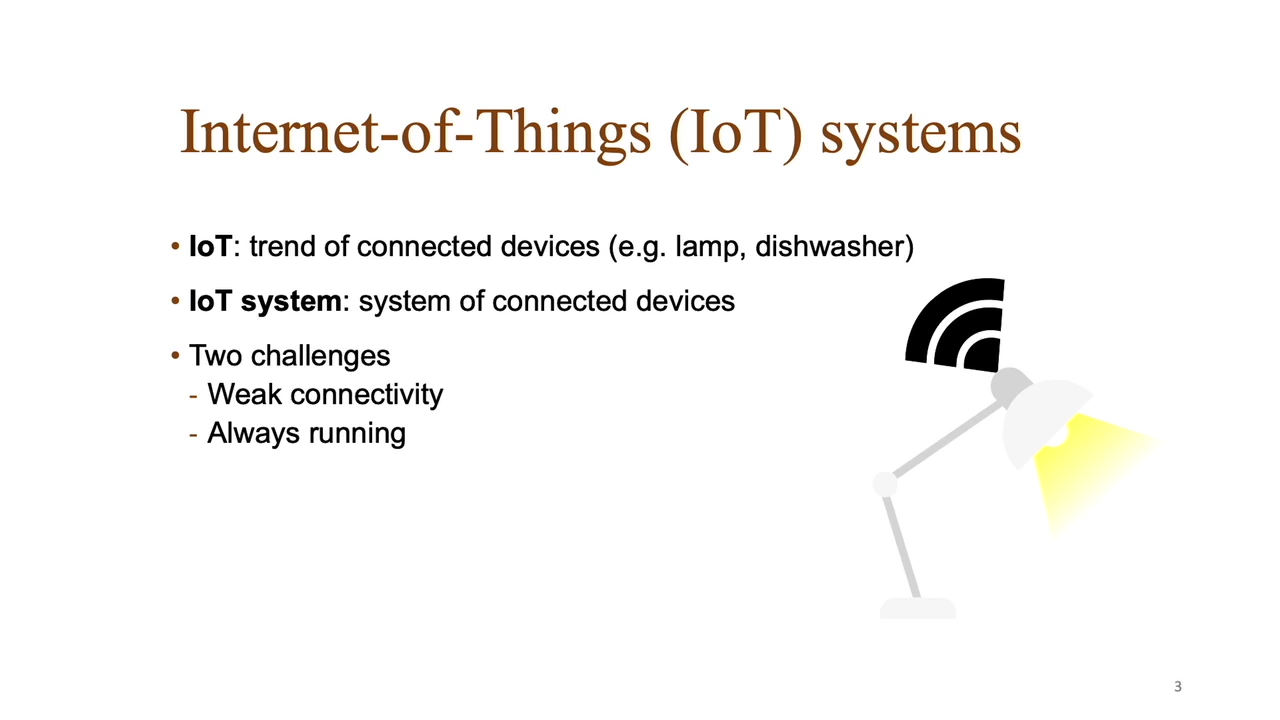 Internet-of-Things (IoT) systems
• IoT: trend of connected devices (e.g. lamp, dishwasher)
• IoT system: system of connected devices
• Two challenges
- Weak connectivity
- Always running
3